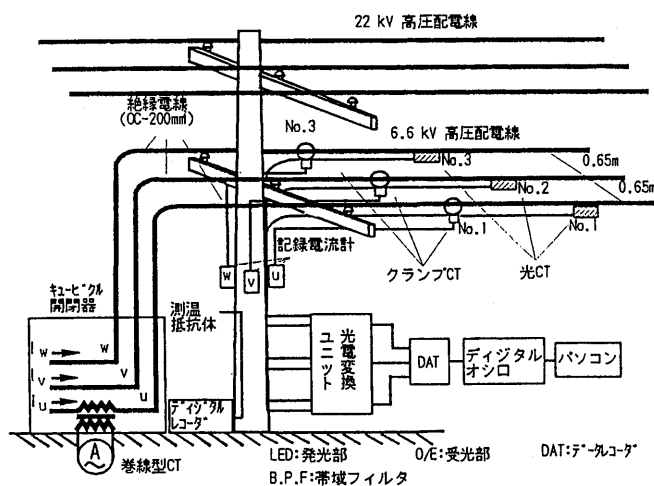 22 kV 高圧配電線
絶縁電線
(OC-200mm)
No.3
6.6 kV 高圧配電線
No.3
0.65m
No.2
0.65m
No.1
No.1
記録電流計
W
V
u
クランプCT
光CT
キュービクル
開閉器
測温
抵抗体
I W
W
I V
V
I u
u
光電変換
ユニット
DAT
ディジタル
オシロ
パソコン
ディジタル
レコーダ
A
巻線型CT
LED:発光部
O/E:受光部
DAT:データレコーダ
B.P.F:帯域フィルタ